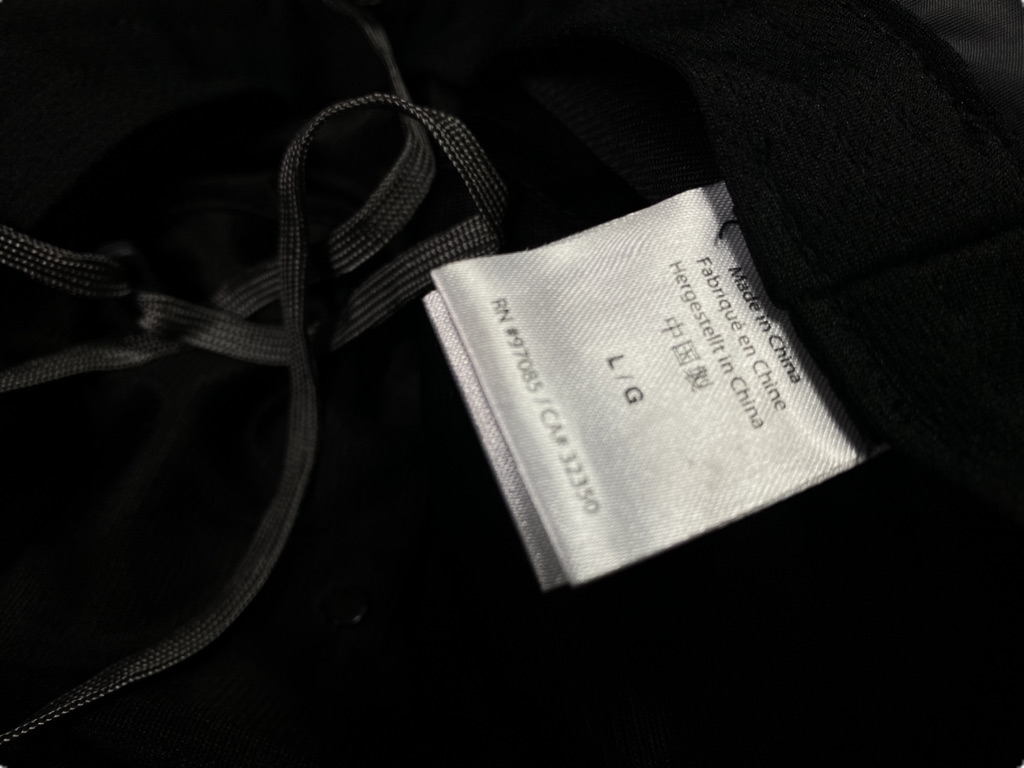 Made in China
Fabriqué en Chine
Hergestellt in China
中国製
L / G
RN #97085 / CA# 32350